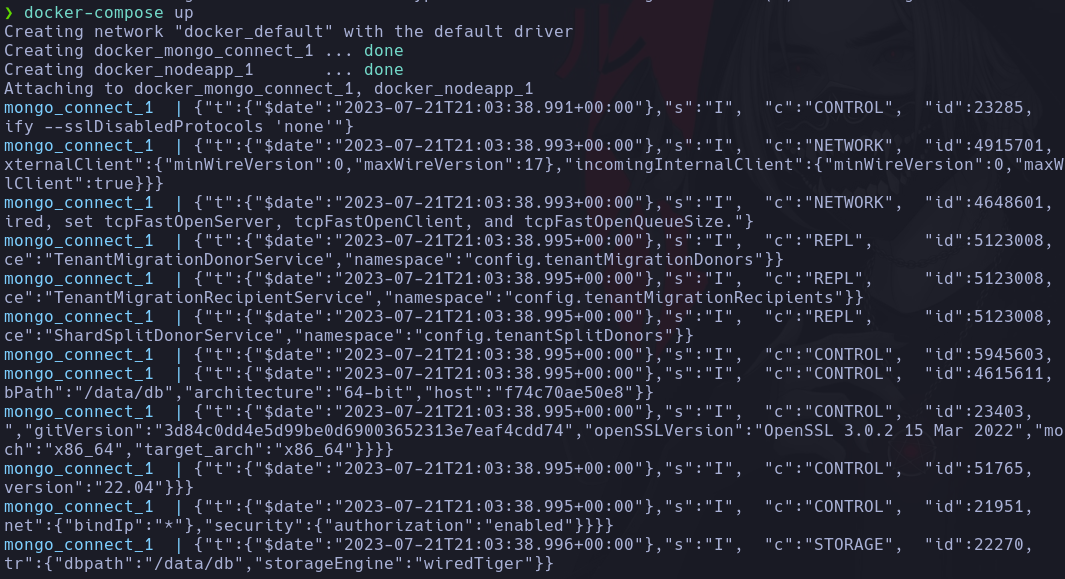 ❯ docker-compose up
Creating network "docker_default" with the default driver
Creating docker_mongo_connect_1 ... done
Creating docker_nodeapp_1       ... done
Attaching to docker_mongo_connect_1, docker_nodeapp_1
mongo_connect_1  | {"t":{"$date":"2023-07-21T21:03:38.991+00:00"},"s":"I",  "c":"CONTROL",  "id":23285,
ify --sslDisabledProtocols 'none'"}
mongo_connect_1  | {"t":{"$date":"2023-07-21T21:03:38.993+00:00"},"s":"I",  "c":"NETWORK",  "id":4915701,
xternalClient":{"minWireVersion":0,"maxWireVersion":17},"incomingInternalClient":{"minWireVersion":0,"maxW
lClient":true}}}
mongo_connect_1  | {"t":{"$date":"2023-07-21T21:03:38.993+00:00"},"s":"I",  "c":"NETWORK",  "id":4648601,
ired, set tcpFastOpenServer, tcpFastOpenClient, and tcpFastOpenQueueSize."}
mongo_connect_1  | {"t":{"$date":"2023-07-21T21:03:38.995+00:00"},"s":"I",  "c":"REPL",     "id":5123008,
ce":"TenantMigrationDonorService","namespace":"config.tenantMigrationDonors"}}
mongo_connect_1  | {"t":{"$date":"2023-07-21T21:03:38.995+00:00"},"s":"I",  "c":"REPL",     "id":5123008,
ce":"TenantMigrationRecipientService","namespace":"config.tenantMigrationRecipients"}}
mongo_connect_1  | {"t":{"$date":"2023-07-21T21:03:38.995+00:00"},"s":"I",  "c":"REPL",     "id":5123008,
ce":"ShardSplitDonorService","namespace":"config.tenantSplitDonors"}}
mongo_connect_1  | {"t":{"$date":"2023-07-21T21:03:38.995+00:00"},"s":"I",  "c":"CONTROL",  "id":5945603,
mongo_connect_1  | {"t":{"$date":"2023-07-21T21:03:38.995+00:00"},"s":"I",  "c":"CONTROL",  "id":4615611,
bPath":"/data/db","architecture":"64-bit","host":"f74c70ae50e8"}}
mongo_connect_1  | {"t":{"$date":"2023-07-21T21:03:38.995+00:00"},"s":"I",  "c":"CONTROL",  "id":23403,
","gitVersion":"3d84c0dd4e5d99be0d69003652313e7eaf4cdd74","openSSLVersion":"OpenSSL 3.0.2 15 Mar 2022","mo
ch":"x86_64","target_arch":"x86_64"}}}}
mongo_connect_1  | {"t":{"$date":"2023-07-21T21:03:38.995+00:00"},"s":"I",  "c":"CONTROL",  "id":51765,
version":"22.04"}}}
mongo_connect_1  | {"t":{"$date":"2023-07-21T21:03:38.995+00:00"},"s":"I",  "c":"CONTROL",  "id":21951,
net":{"bindIp":"*"},"security":{"authorization":"enabled"}}}}
mongo_connect_1  | {"t":{"$date":"2023-07-21T21:03:38.996+00:00"},"s":"I",  "c":"STORAGE",  "id":22270,
tr":{"dbpath":"/data/db","storageEngine":"wiredTiger"}}